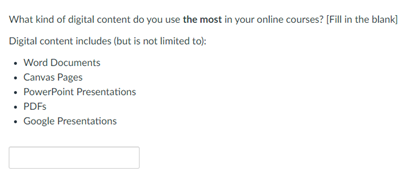 What kind of digital content do you use the most in your online courses? [Fill in the blank]
Digital content includes (but is not limited to):
• Word Documents
• Canvas Pages
• PowerPoint Presentations
• PDFs
• Google Presentations